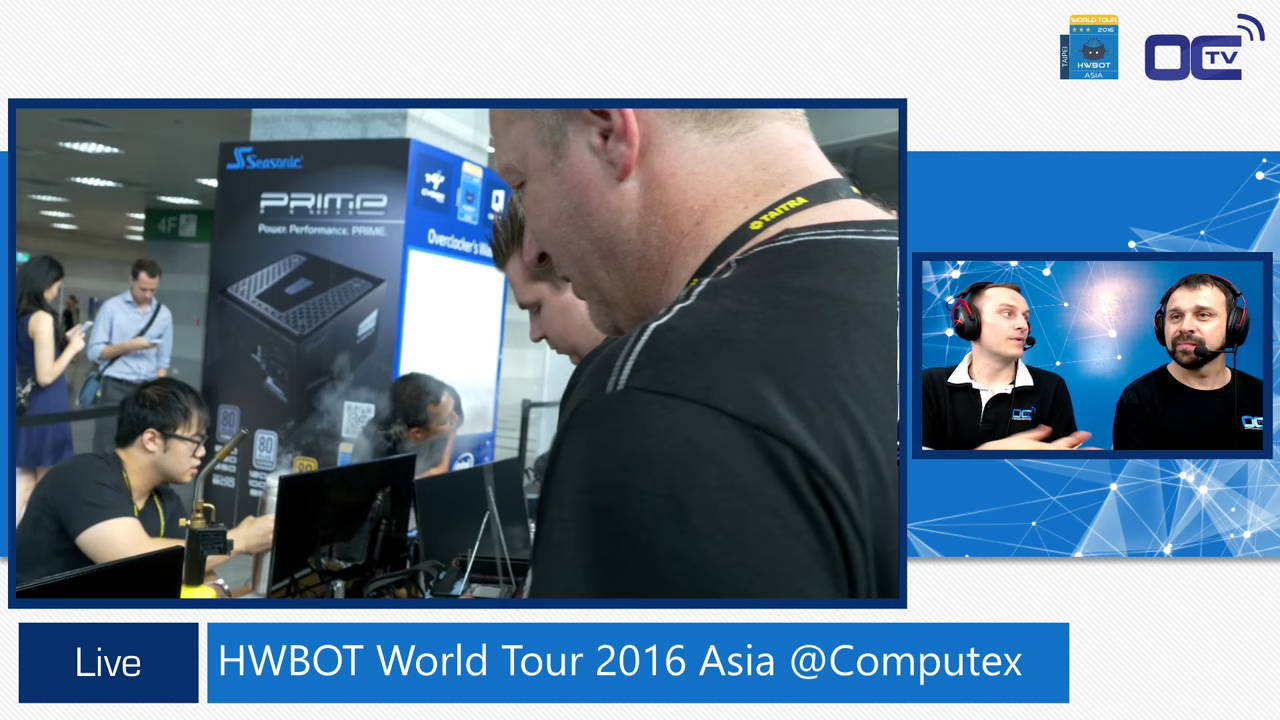 WORLD TOUR
2016
TAIPEI
HWBOT
ASIA
OC
TV
Seasonic
PRIME
Power. Performance. PRIME.
4F
Overclocker's
TAITRA
80
80
80
OC
Live
HWBOT World Tour 2016 Asia @Computex